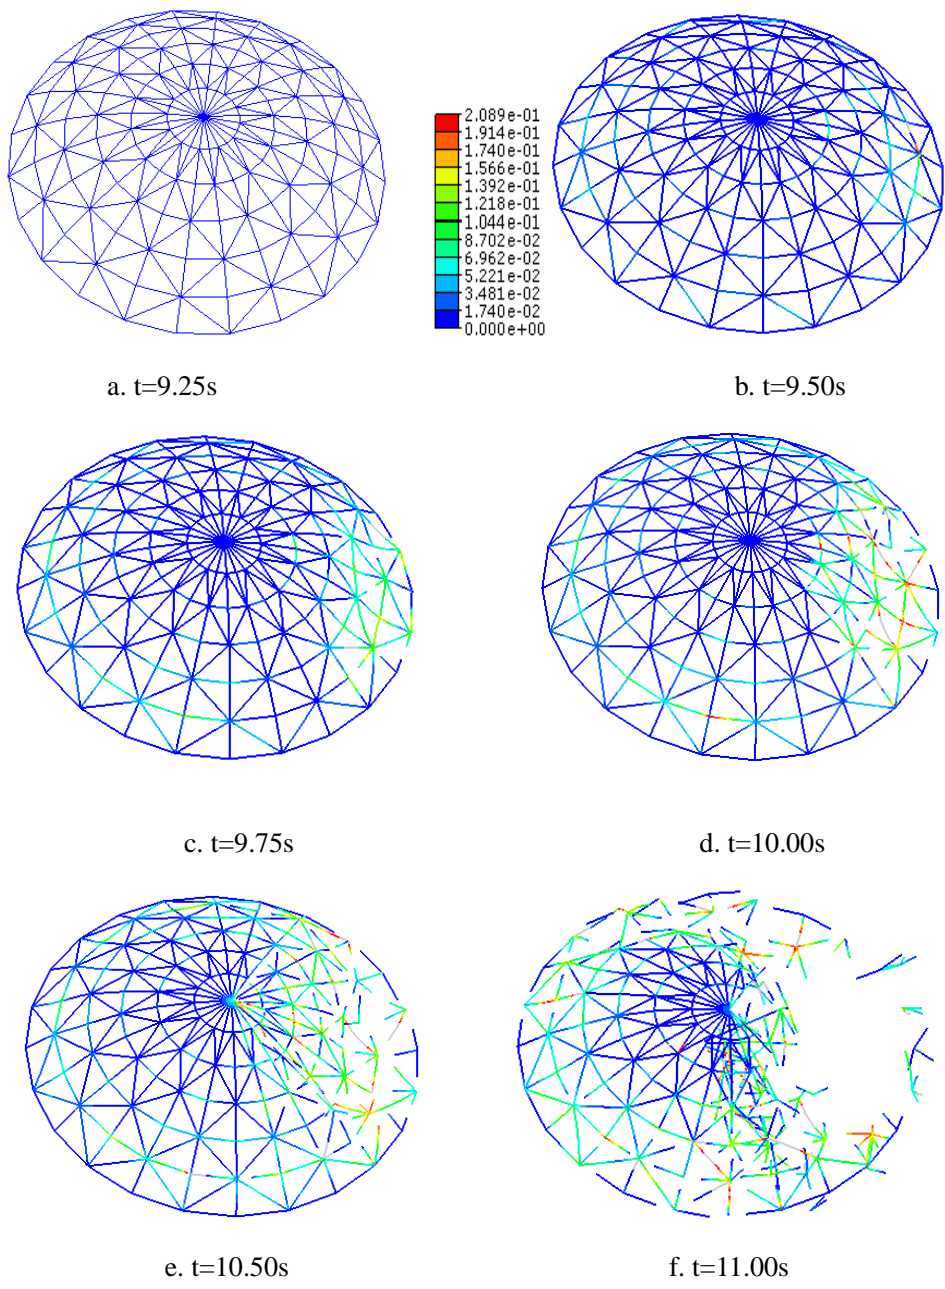 2.089e-01
1.914e-01
1.740e-01
1.566e-01
1.392e-01
1.218e-01
1.044e-01
8.702e-02
6.962e-02
5.221e-02
3.481e-02
1.740e-02
0.000e+00
a. t=9.25s
b. t=9.50s
c. t=9.75s
d. t=10.00s
e. t=10.50s
f. t=11.00s